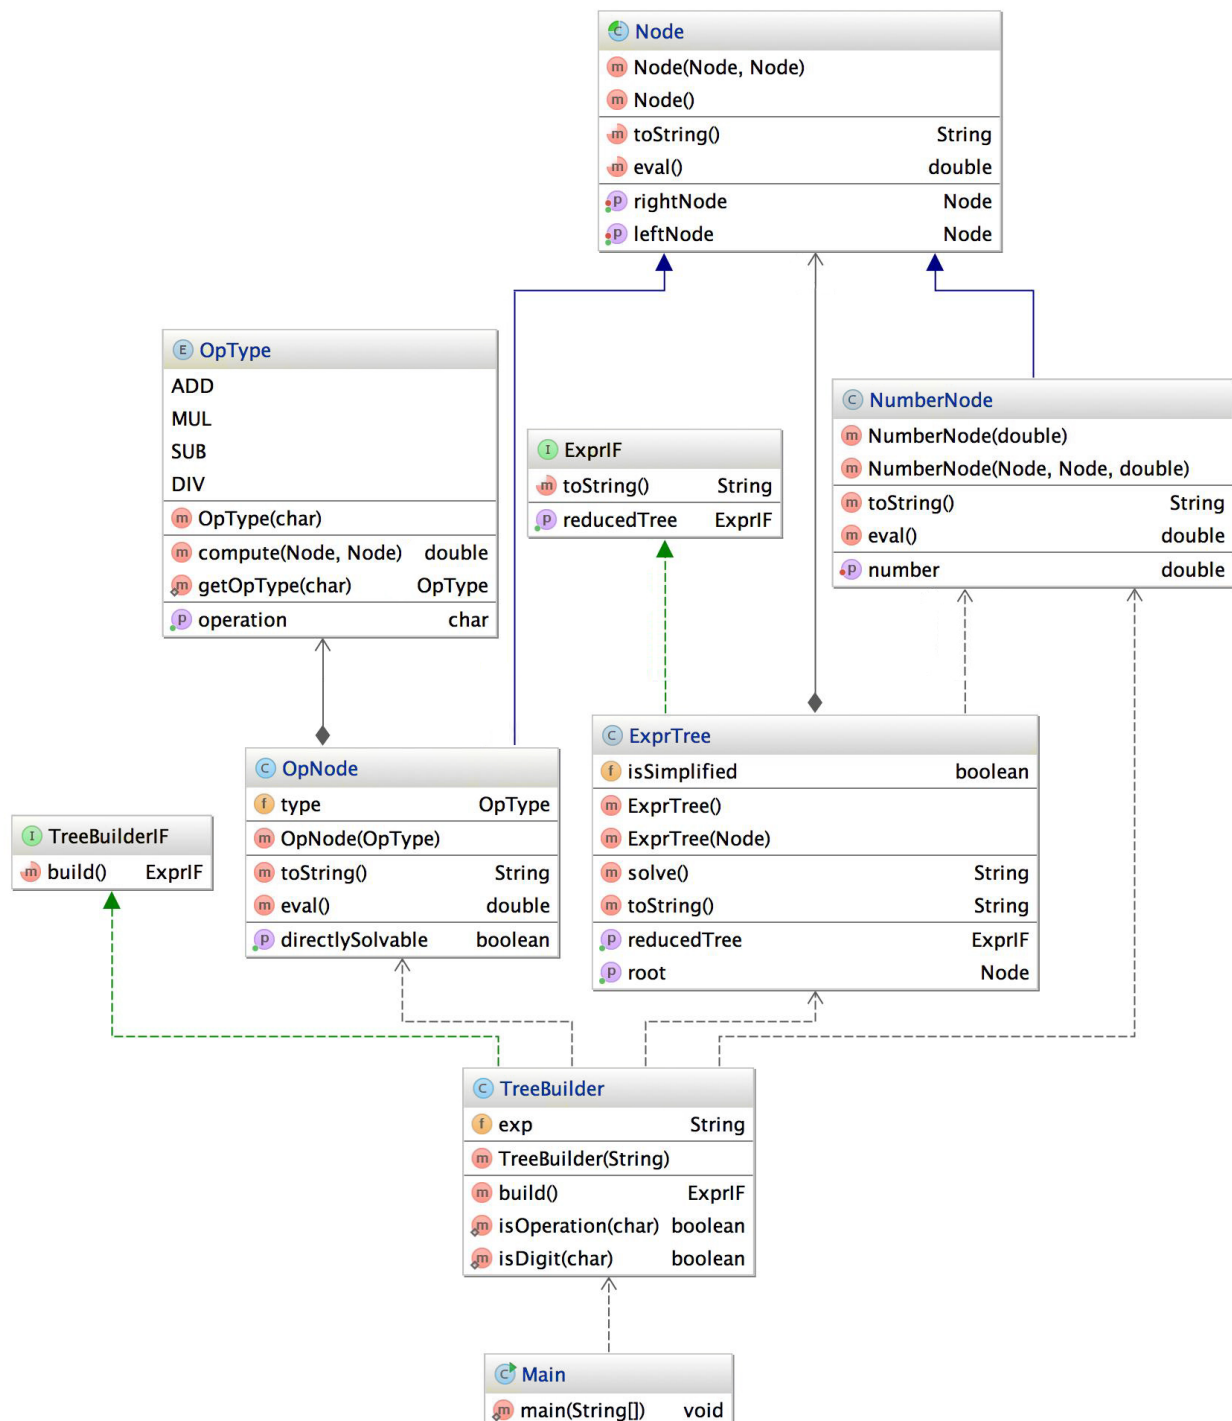 Node
Node(Node, Node)
Node()
toString() String
eval() double
rightNode Node
leftNode Node
OpType
ADD
MUL
SUB
DIV
OpType(char)
compute(Node, Node) double
getOpType(char) OpType
operation char
ExprIF
toString() String
reducedTree ExprIF
NumberNode
NumberNode(double)
NumberNode(Node, Node, double)
toString() String
eval() double
number double
TreeBuilderIF
build() ExprIF
OpNode
type OpType
OpNode(OpType)
toString() String
eval() double
directlySolvable boolean
ExprTree
isSimplified boolean
ExprTree()
ExprTree(Node)
solve() String
toString() String
reducedTree ExprIF
root Node
TreeBuilder
exp String
TreeBuilder(String)
build() ExprIF
isOperation(char) boolean
isDigit(char) boolean
Main
main(String[]) void